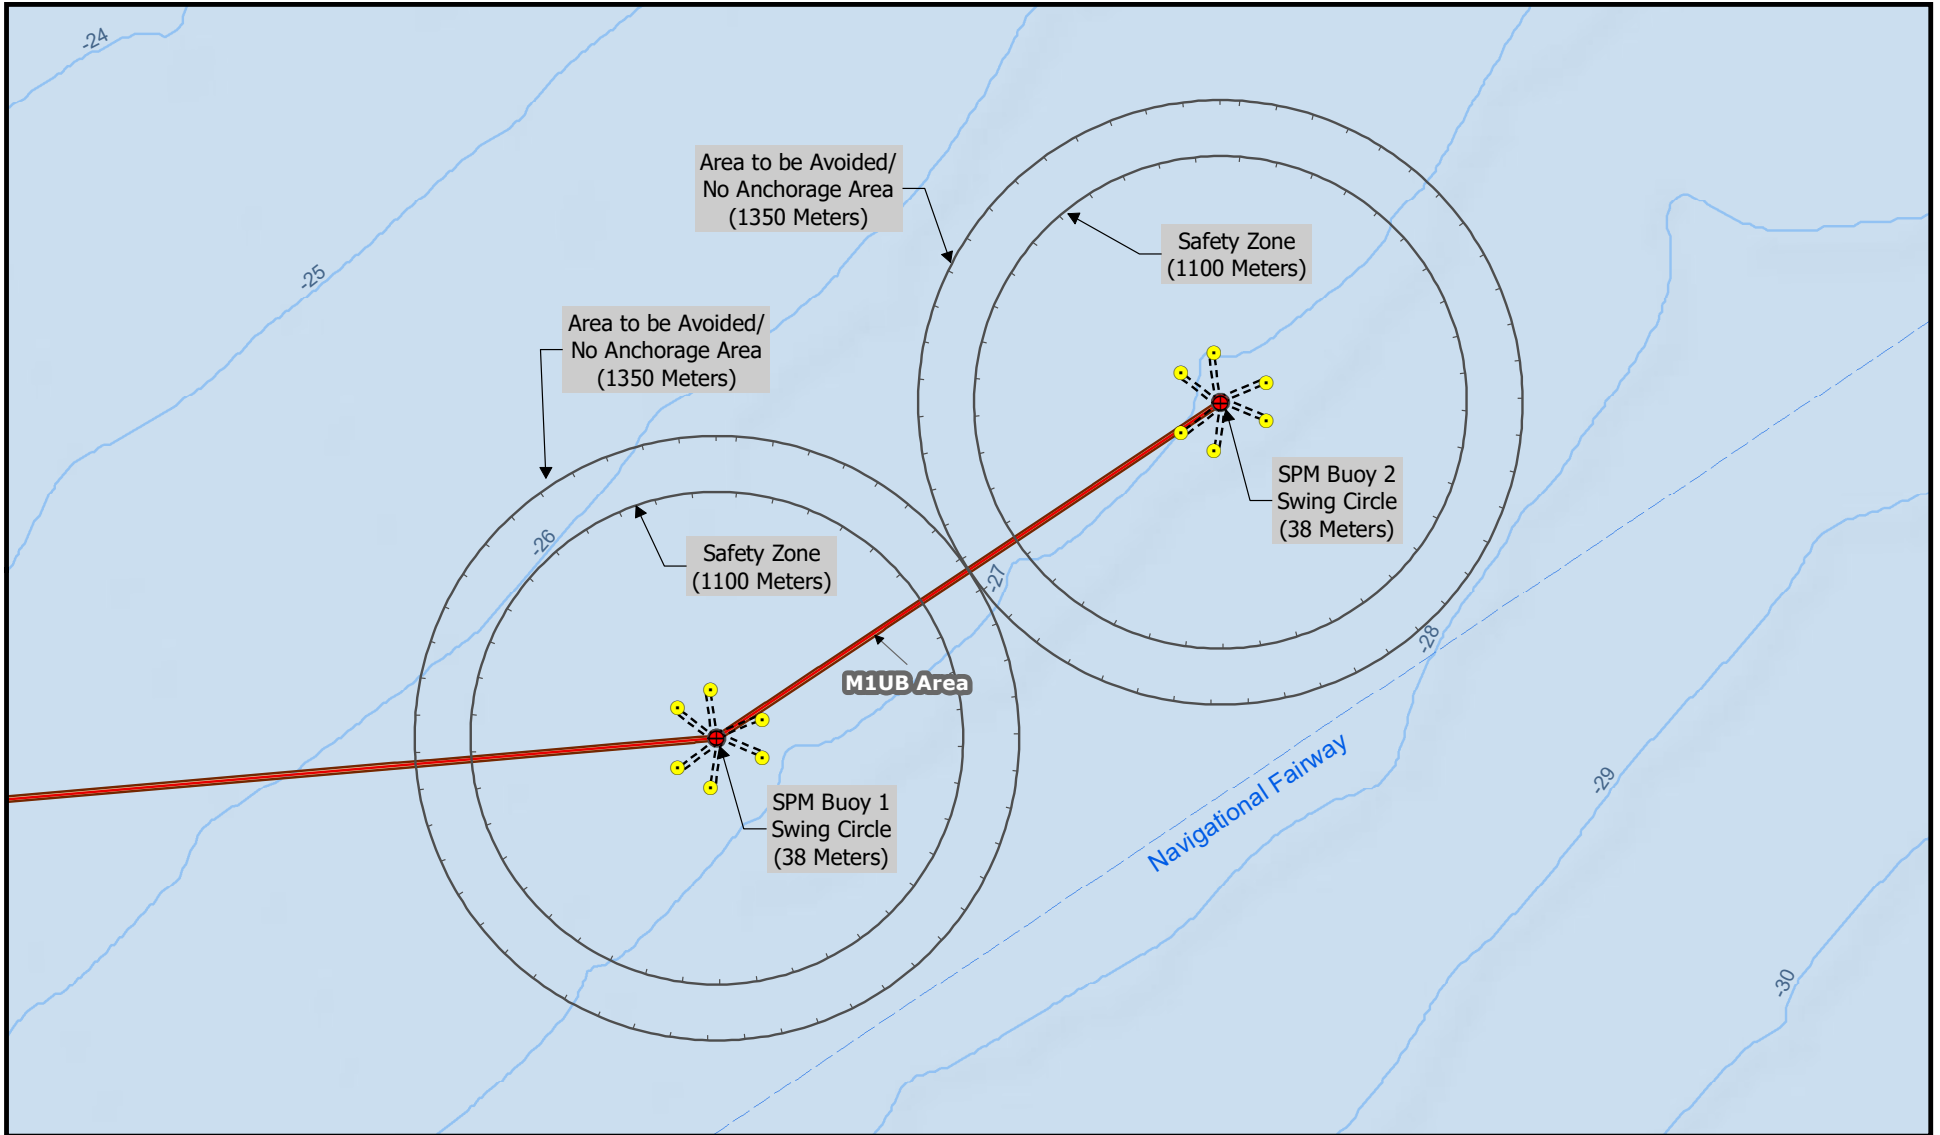 -24
Area to be Avoided/
No Anchorage Area
(1350 Meters)
Safety Zone
(1100 Meters)
-25
Area to be Avoided/
No Anchorage Area
(1350 Meters)
SPM Buoy 2
Swing Circle
(38 Meters)
-26
Safety Zone
(1100 Meters)
-27
-28
M1UB Area
SPM Buoy 1
Swing Circle
(38 Meters)
Navigational Fairway
-29
-30